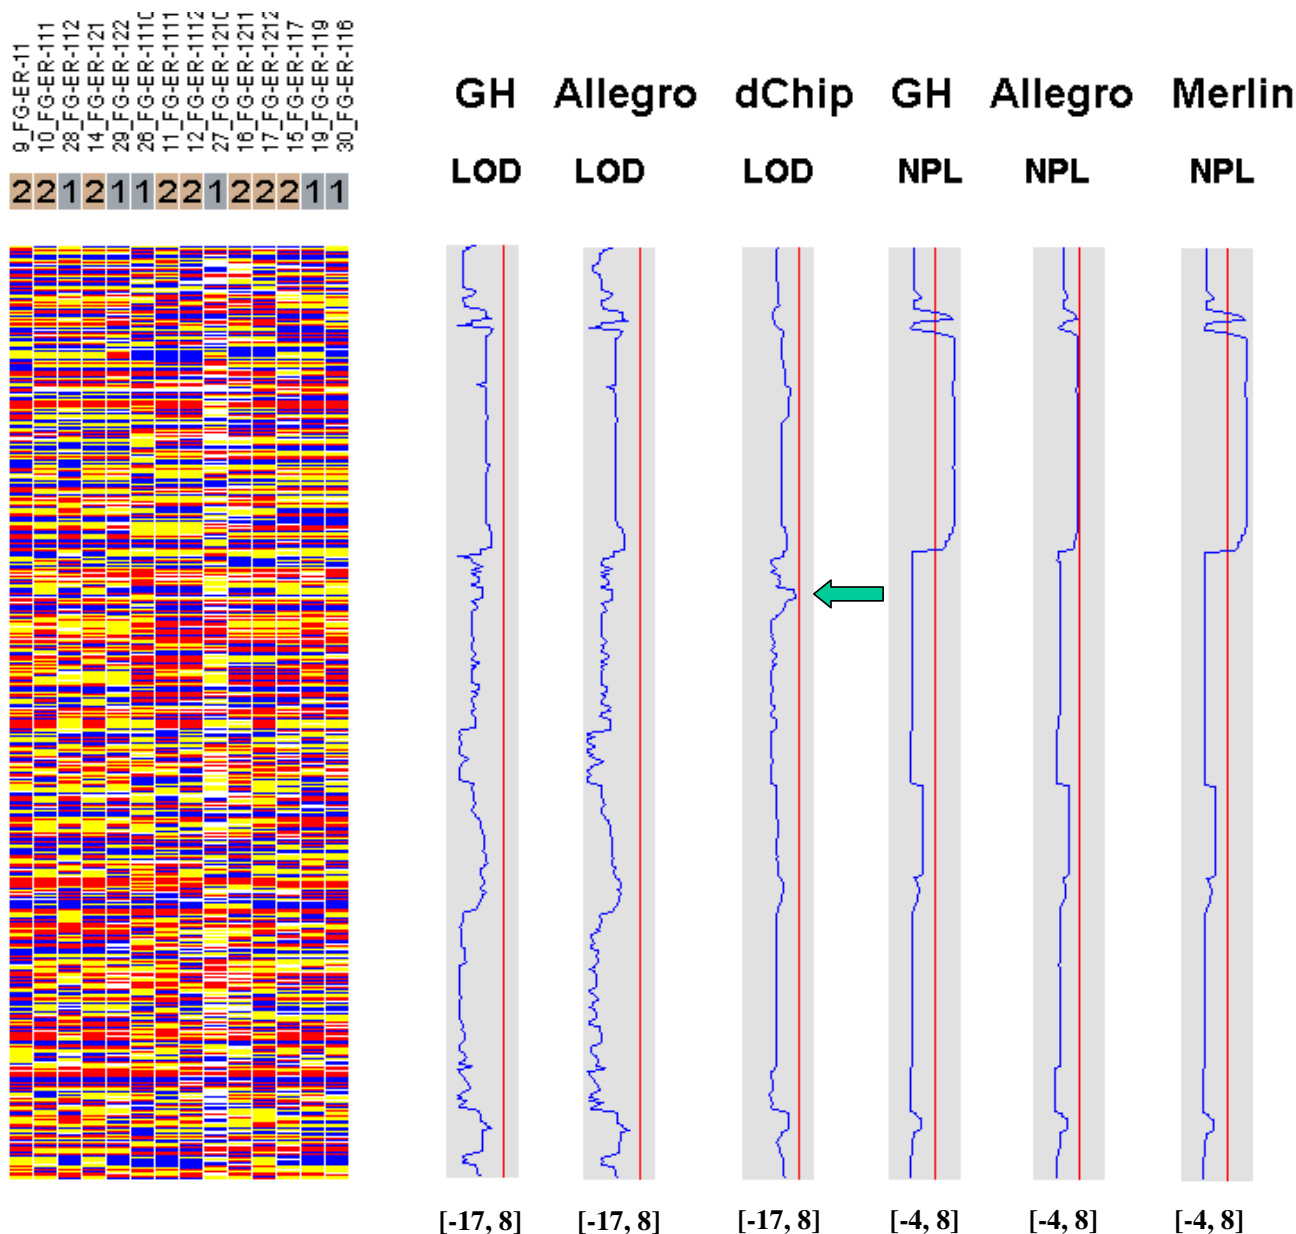 9_FG-ER-11
10_FG-ER-111
28_FG-ER-112
14_FG-ER-121
29_FG-ER-122
26_FG-ER-1110
11_FG-ER-1111
12_FG-ER-1112
27_FG-ER-1210
16_FG-ER-1211
17_FG-ER-1212
15_FG-ER-117
19_FG-ER-119
30_FG-ER-116
2 2 1 2 1 1 2 2 1 2 2 2 1 1
GH Allegro dChip GH Allegro Merlin
LOD LOD LOD NPL NPL NPL
[-17, 8] [-17, 8] [-17, 8] [-4, 8] [-4, 8] [-4, 8]